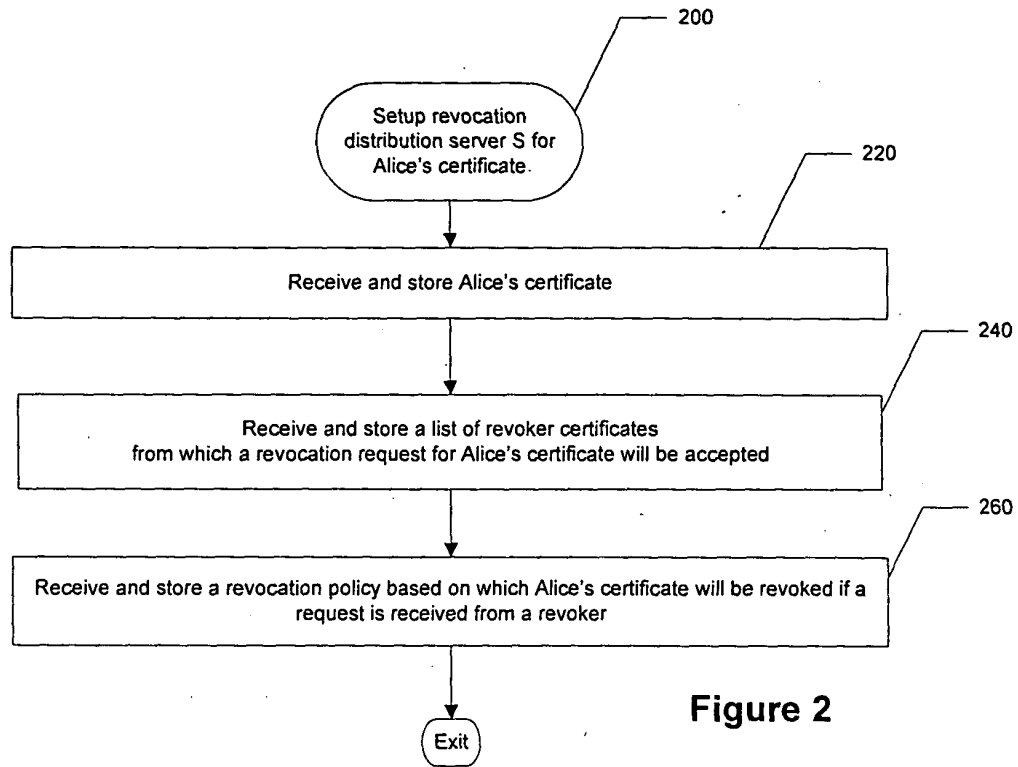 200
Setup revocation
distribution server S for
Alice's certificate.
220
Receive and store Alice's certificate
240
Receive and store a list of revoker certificates
from which a revocation request for Alice's certificate will be accepted
260
Receive and store a revocation policy based on which Alice's certificate will be revoked if a
request is received from a revoker
Figure 2
Exit